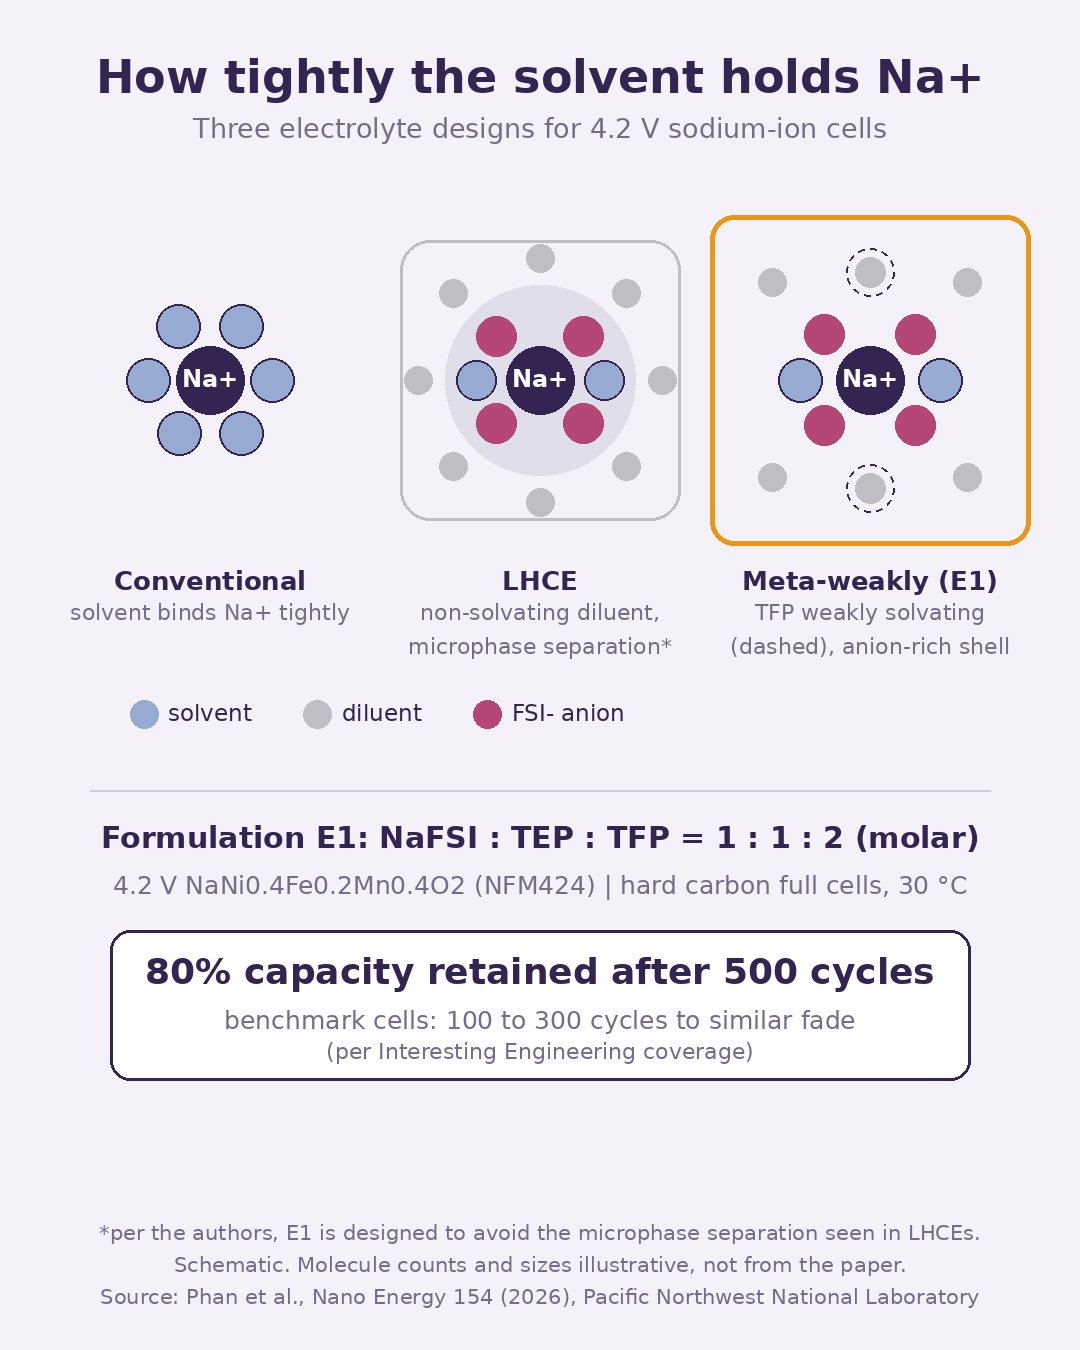 How tightly the solvent holds Na+
Three electrolyte designs for 4.2 V sodium-ion cells
Na+
Na+
Na+
Conventional
solvent binds Na+ tightly
LHCE
non-solvating diluent,
microphase separation*
Meta-weakly (E1)
TFP weakly solvating
(dashed), anion-rich shell
solvent
diluent
FSI- anion
Formulation E1: NaFSI : TEP : TFP = 1 : 1 : 2 (molar)
4.2 V NaNi0.4Fe0.2Mn0.4O2 (NFM424) | hard carbon full cells, 30 °C
80% capacity retained after 500 cycles
benchmark cells: 100 to 300 cycles to similar fade
(per Interesting Engineering coverage)
*per the authors, E1 is designed to avoid the microphase separation seen in LHCEs.
Schematic. Molecule counts and sizes illustrative, not from the paper.
Source: Phan et al., Nano Energy 154 (2026), Pacific Northwest National Laboratory